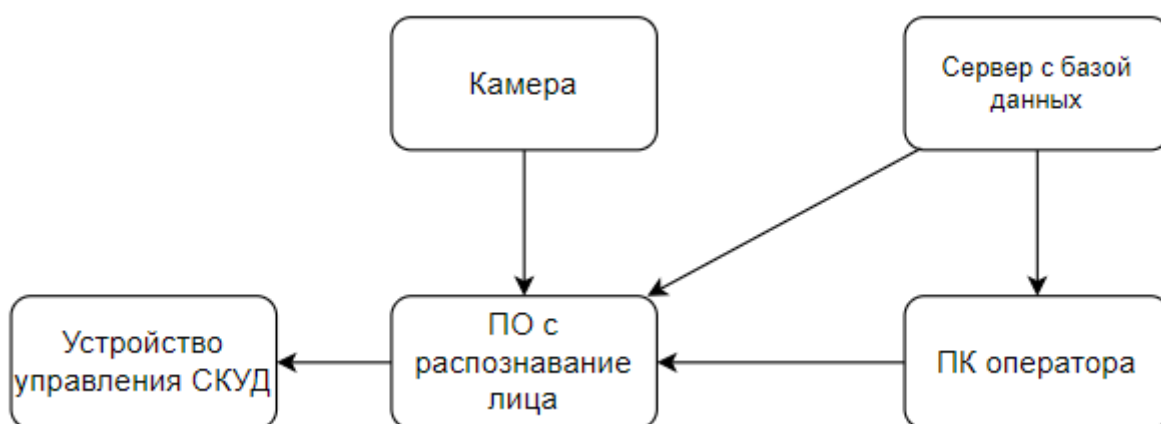 Камера
Сервер с базой
данных
Устройство
управления СКУД
ПО с
распознавание
лица
ПК оператора